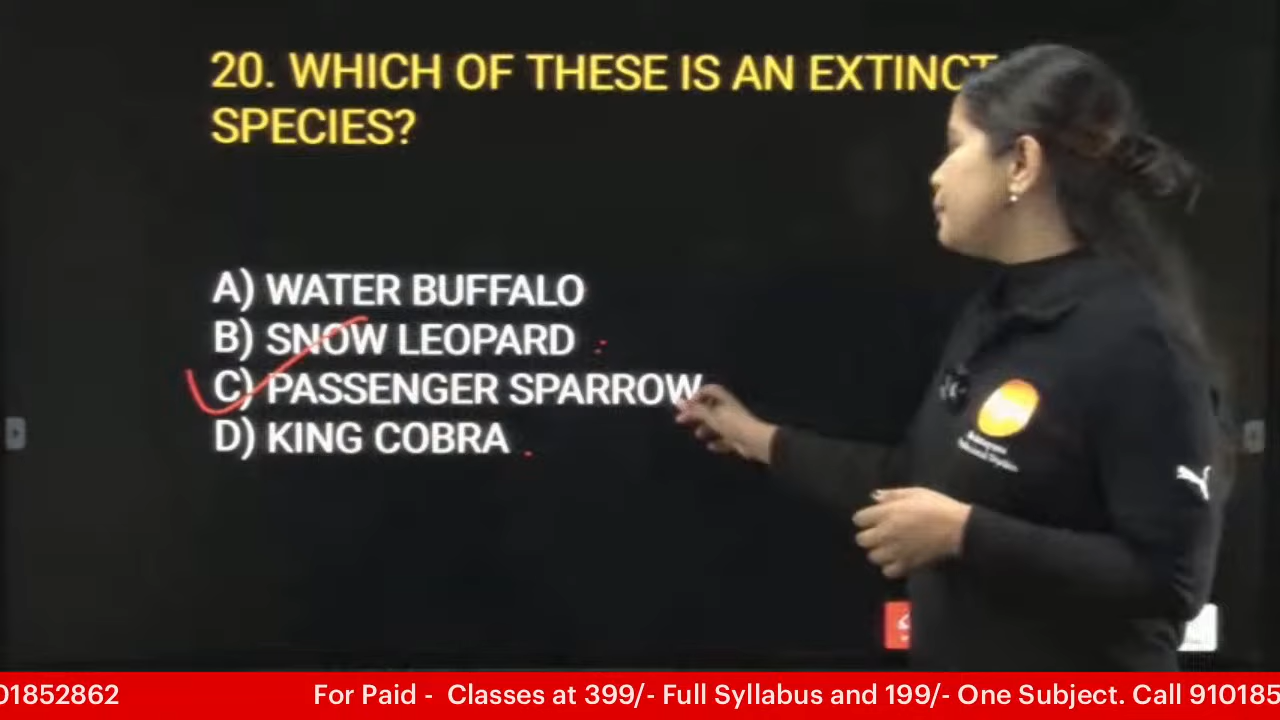 20. WHICH OF THESE IS AN EXTINCT
SPECIES?
A) WATER BUFFALO
B) SNOW LEOPARD
C) PASSENGER SPARROW
D) KING COBRA
01852862 For Paid - Classes at 399/- Full Syllabus and 199/- One Subject. Call 910185